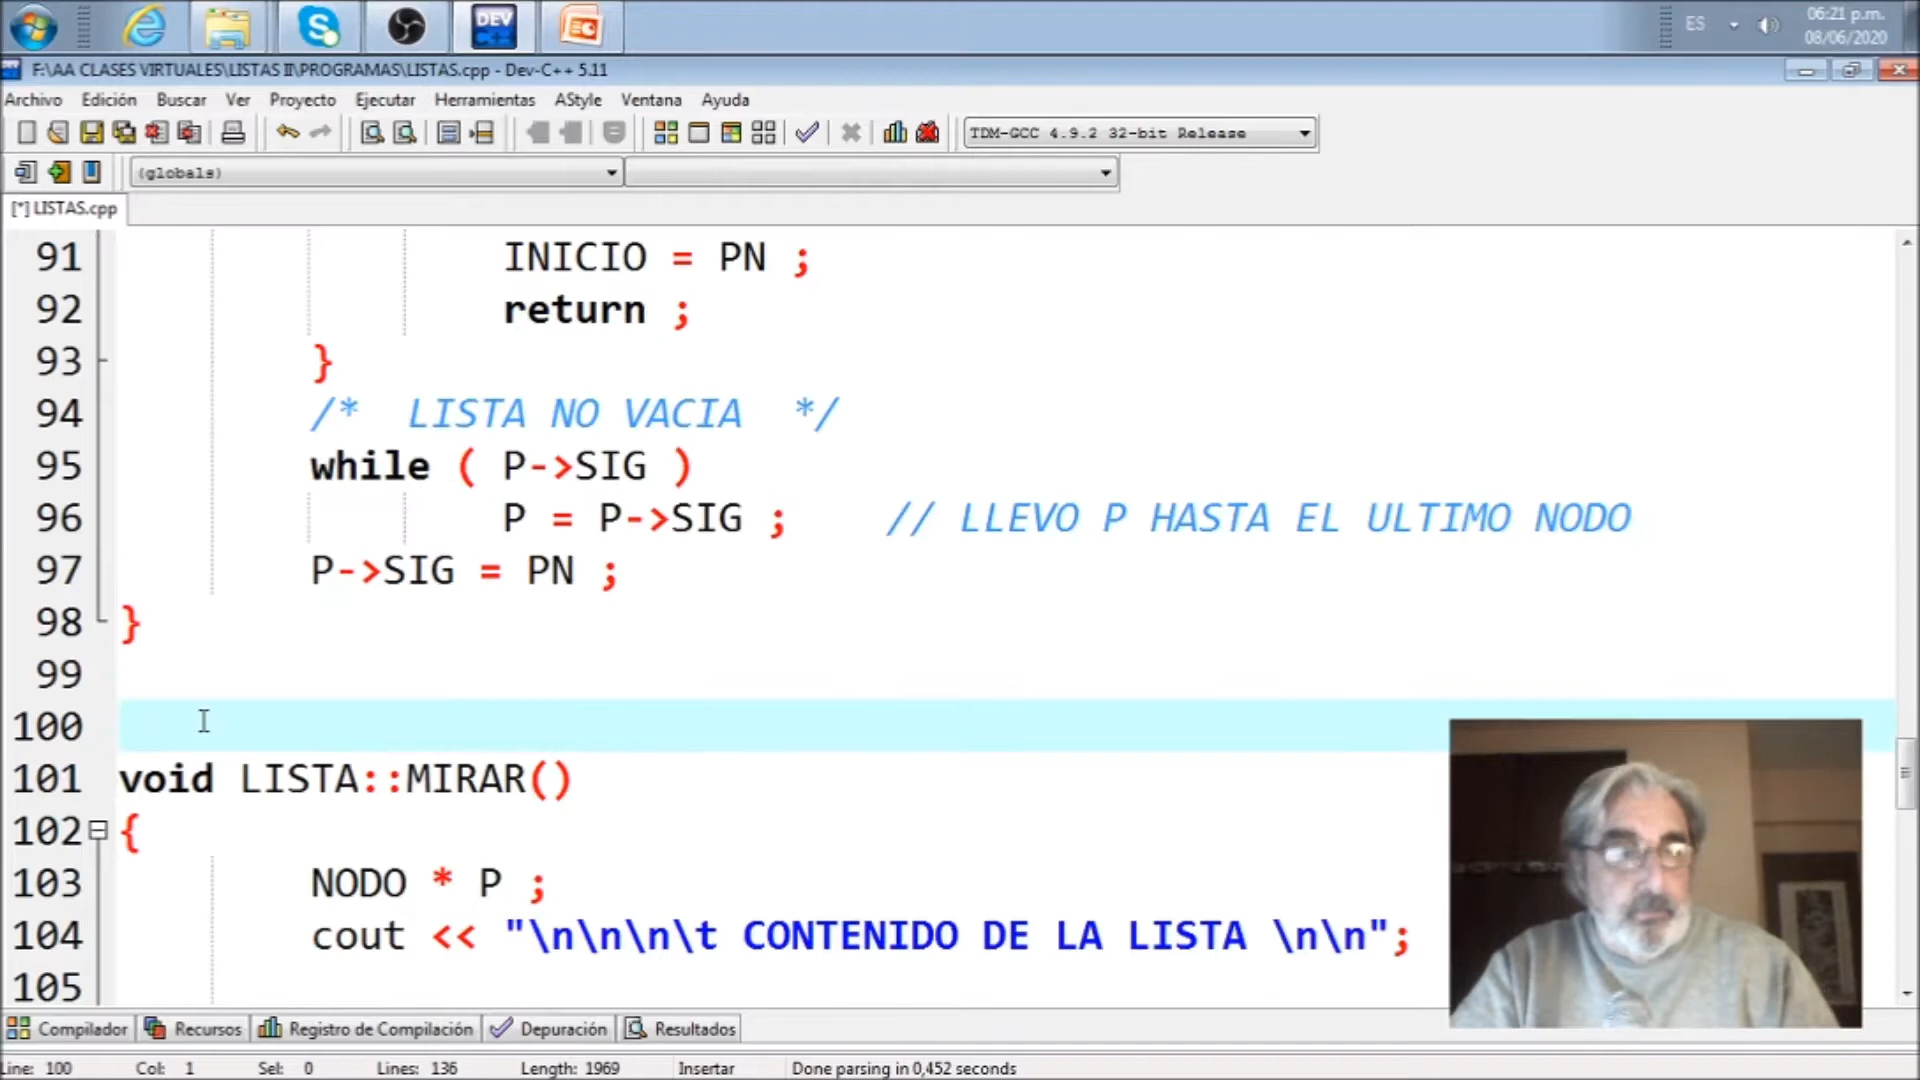 DEV
C++
ES
06:21 p.m.
08/06/2020
F:\AA CLASES VIRTUALES\LISTAS II\PROGRAMAS\LISTAS.cpp - Dev-C++ 5.11
Archivo Edición Buscar Ver Proyecto Ejecutar Herramientas AStyle Ventana Ayuda
TDM-GCC 4.9.2 32-bit Release
(globals)
[*] LISTAS.cpp
91 INICIO = PN ;
92 return ;
93 }
94 /* LISTA NO VACIA */
95 while ( P->SIG )
96 P = P->SIG ; // LLEVO P HASTA EL ULTIMO NODO
97 P->SIG = PN ;
98 }
99
100
101 void LISTA::MIRAR()
102 {
103 NODO * P ;
104 cout << "\n\n\n\t CONTENIDO DE LA LISTA \n\n";
105
Compilador Recursos Registro de Compilación Depuración Resultados
Line: 100 Col: 1 Sel: 0 Lines: 136 Length: 1969 Insertar Done parsing in 0,452 seconds